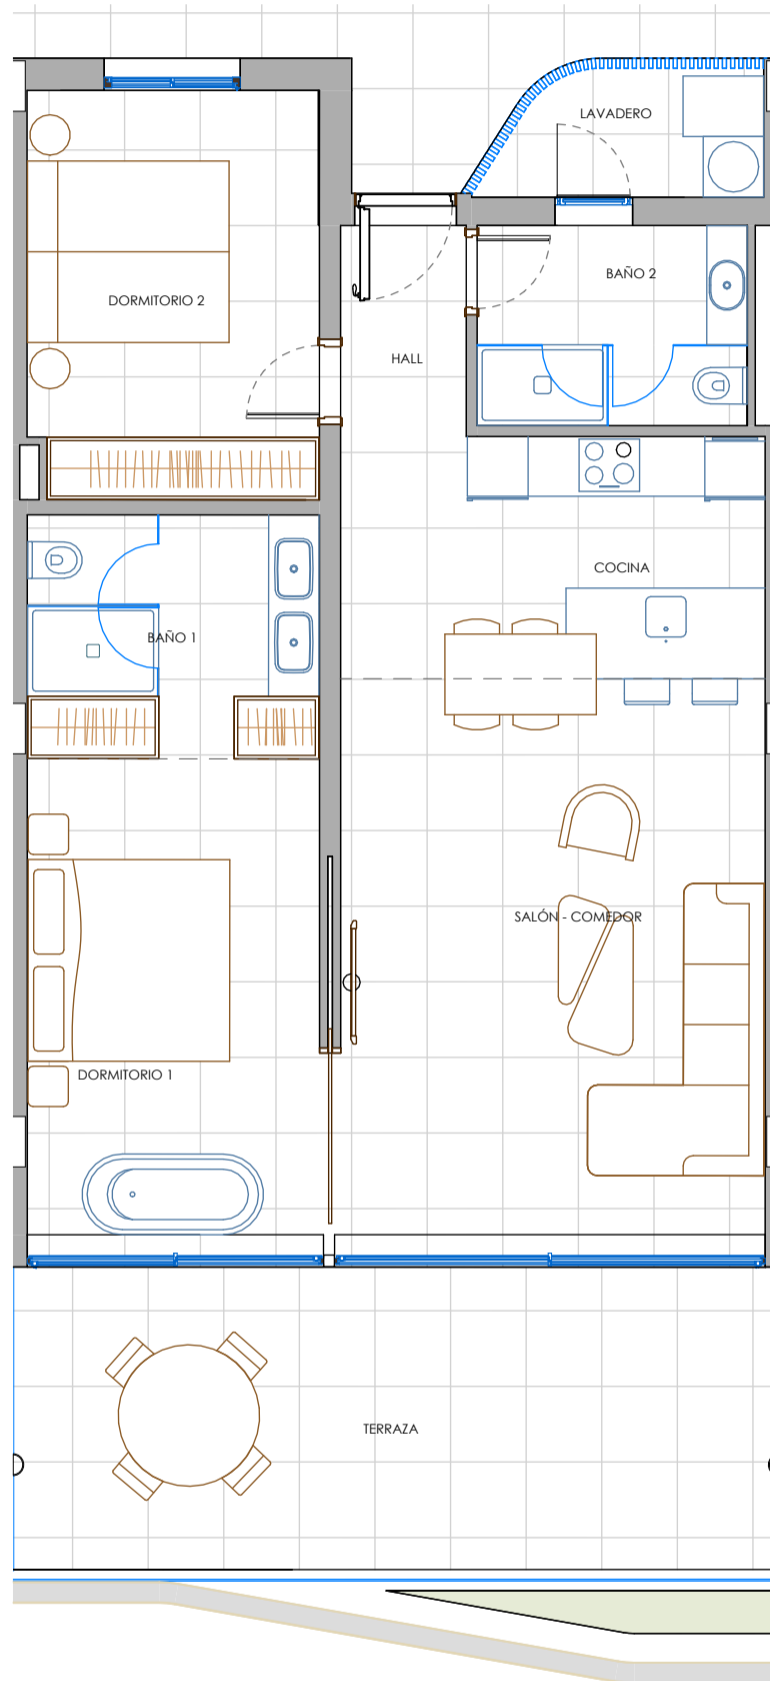 LAVADERO
BAÑO 2
DORMITORIO 2
HALL
COCINA
BAÑO 1
SALÓN - COMEDOR
DORMITORIO 1
TERRAZA